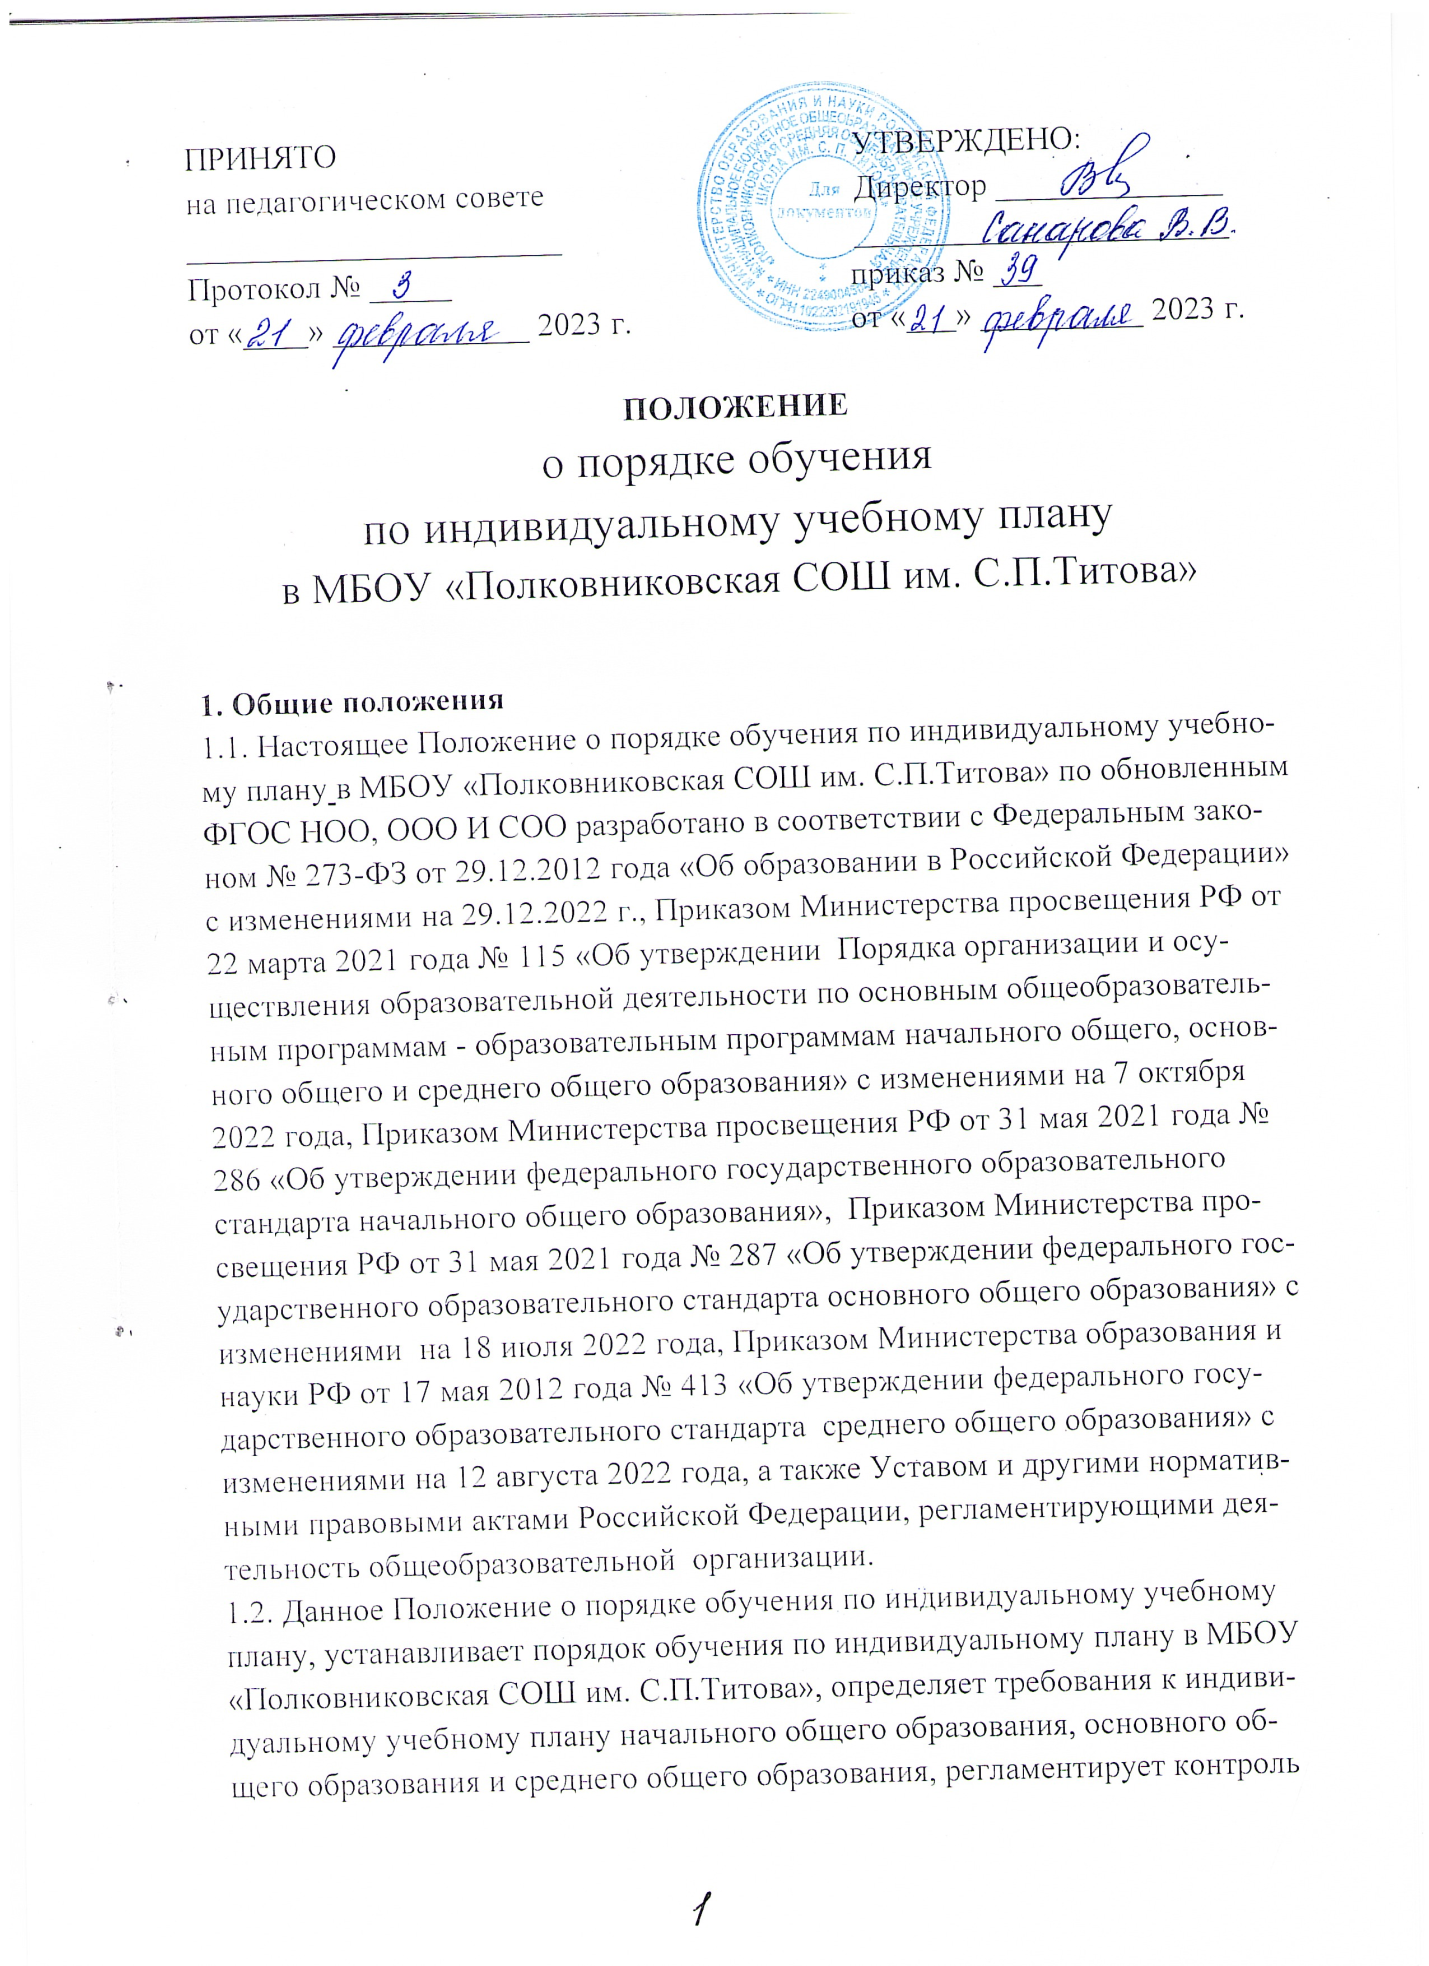 ПРИНЯТО
на педагогическом совете
Протокол № 3
от «21» февраля 2023 г.
МИНИСТЕРСТВО ОБРАЗОВАНИЯ И НАУКИ РОССИЙСКОЙ ФЕДЕРАЦИИ
ШКОЛА ИМ. С. П. ТИТОВА
Для
документов
УТВЕРЖДЕНО:
Директор
Санарова В.В.
приказ № 39
от «21» февраля 2023 г.
ПОЛОЖЕНИЕ
о порядке обучения
по индивидуальному учебному плану
в МБОУ «Полковниковская СОШ им. С.П.Титова»
1. Общие положения
1.1. Настоящее Положение о порядке обучения по индивидуальному учебно-
му плану в МБОУ «Полковниковская СОШ им. С.П.Титова» по обновленным
ФГОС НОО, ООО И СОО разработано в соответствии с Федеральным зако-
ном № 273-ФЗ от 29.12.2012 года «Об образовании в Российской Федерации»
с изменениями на 29.12.2022 г., Приказом Министерства просвещения РФ от
22 марта 2021 года № 115 «Об утверждении Порядка организации и осу-
ществления образовательной деятельности по основным общеобразователь-
ным программам - образовательным программам начального общего, основ-
ного общего и среднего общего образования» с изменениями на 7 октября
2022 года, Приказом Министерства просвещения РФ от 31 мая 2021 года №
286 «Об утверждении федерального государственного образовательного
стандарта начального общего образования», Приказом Министерства про-
свещения РФ от 31 мая 2021 года № 287 «Об утверждении федерального гос-
ударственного образовательного стандарта основного общего образования» с
изменениями на 18 июля 2022 года, Приказом Министерства образования и
науки РФ от 17 мая 2012 года № 413 «Об утверждении федерального госу-
дарственного образовательного стандарта среднего общего образования» с
изменениями на 12 августа 2022 года, а также Уставом и другими норматив-
ными правовыми актами Российской Федерации, регламентирующими дея-
тельность общеобразовательной организации.
1.2. Данное Положение о порядке обучения по индивидуальному учебному
плану, устанавливает порядок обучения по индивидуальному плану в МБОУ
«Полковниковская СОШ им. С.П.Титова», определяет требования к индиви-
дуальному учебному плану начального общего образования, основного об-
щего образования и среднего общего образования, регламентирует контроль
1